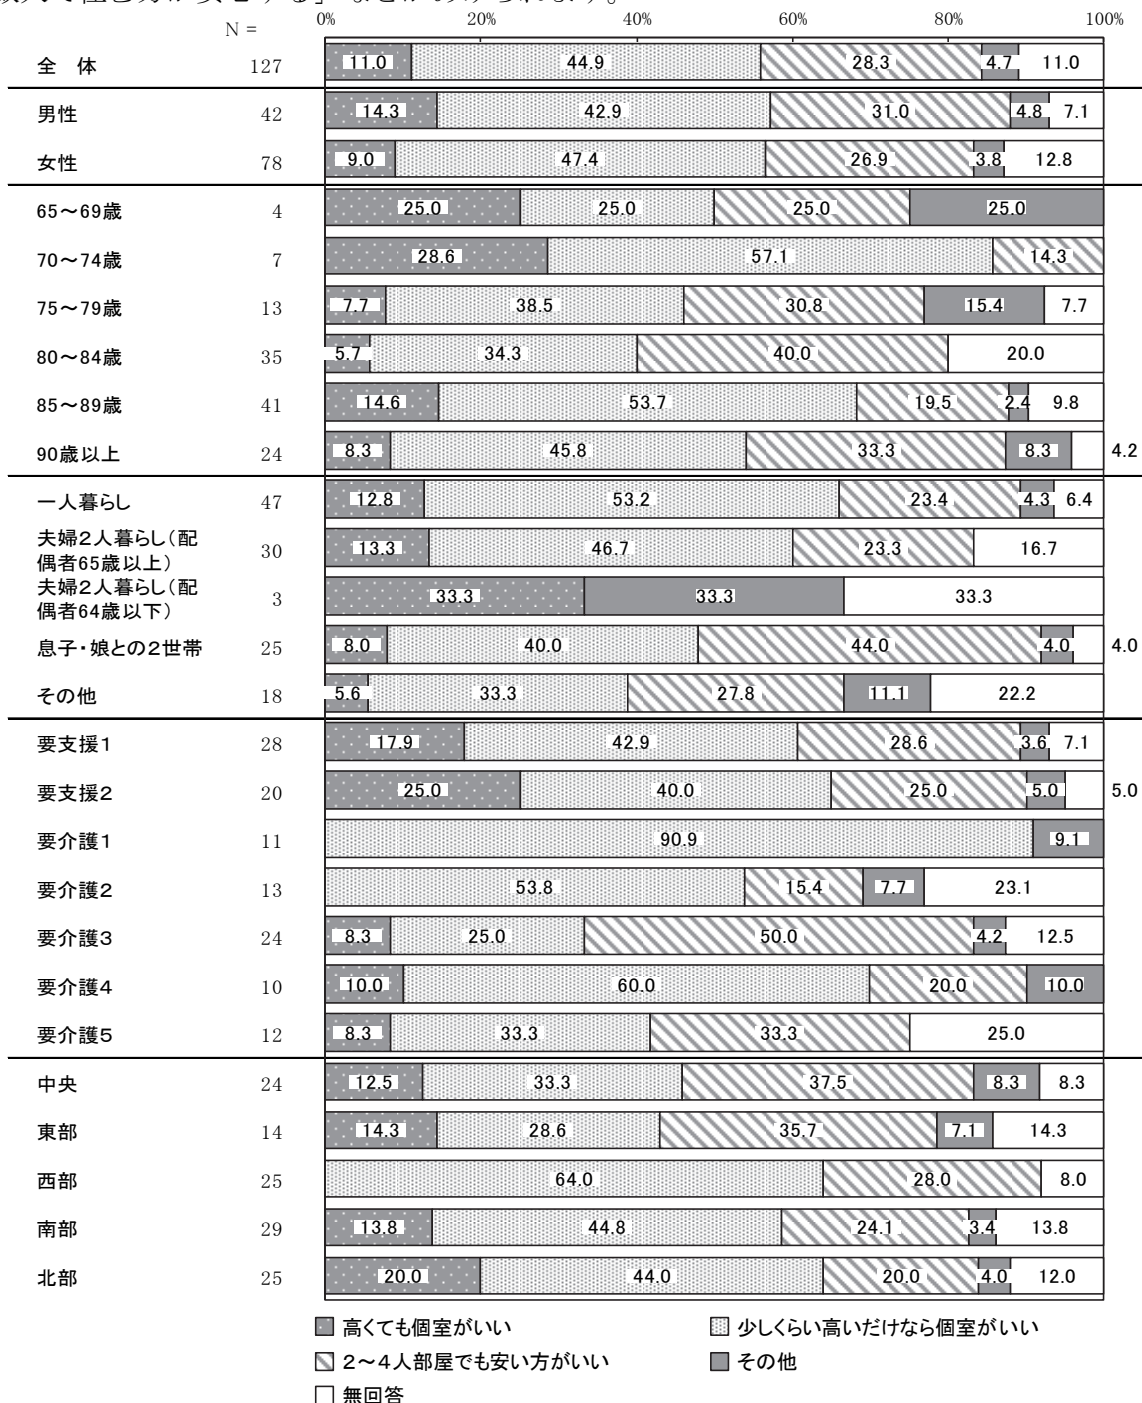 0% 20% 40% 60% 80% 100%
N =
全　体 127 11.0 44.9 28.3 4.7 11.0
男性 42 14.3 42.9 31.0 4.8 7.1
女性 78 9.0 47.4 26.9 3.8 12.8
65～69歳 4 25.0 25.0 25.0 25.0
70～74歳 7 28.6 57.1 14.3
75～79歳 13 7.7 38.5 30.8 15.4 7.7
80～84歳 35 5.7 34.3 40.0 20.0
85～89歳 41 14.6 53.7 19.5 2.4 9.8
90歳以上 24 8.3 45.8 33.3 8.3 4.2
一人暮らし 47 12.8 53.2 23.4 4.3 6.4
夫婦２人暮らし（配
偶者65歳以上） 30 13.3 46.7 23.3 16.7
夫婦２人暮らし（配
偶者64歳以下） 3 33.3 33.3 33.3
息子・娘との２世帯 25 8.0 40.0 44.0 4.0 4.0
その他 18 5.6 33.3 27.8 11.1 22.2
要支援１ 28 17.9 42.9 28.6 3.6 7.1
要支援２ 20 25.0 40.0 25.0 5.0 5.0
要介護１ 11 90.9 9.1
要介護２ 13 53.8 15.4 7.7 23.1
要介護３ 24 8.3 25.0 50.0 4.2 12.5
要介護４ 10 10.0 60.0 20.0 10.0
要介護５ 12 8.3 33.3 33.3 25.0
中央 24 12.5 33.3 37.5 8.3 8.3
東部 14 14.3 28.6 35.7 7.1 14.3
西部 25 64.0 28.0 8.0
南部 29 13.8 44.8 24.1 3.4 13.8
北部 25 20.0 44.0 20.0 4.0 12.0
高くても個室がいい 少しくらい高いだけなら個室がいい
２～４人部屋でも安い方がいい その他
無回答